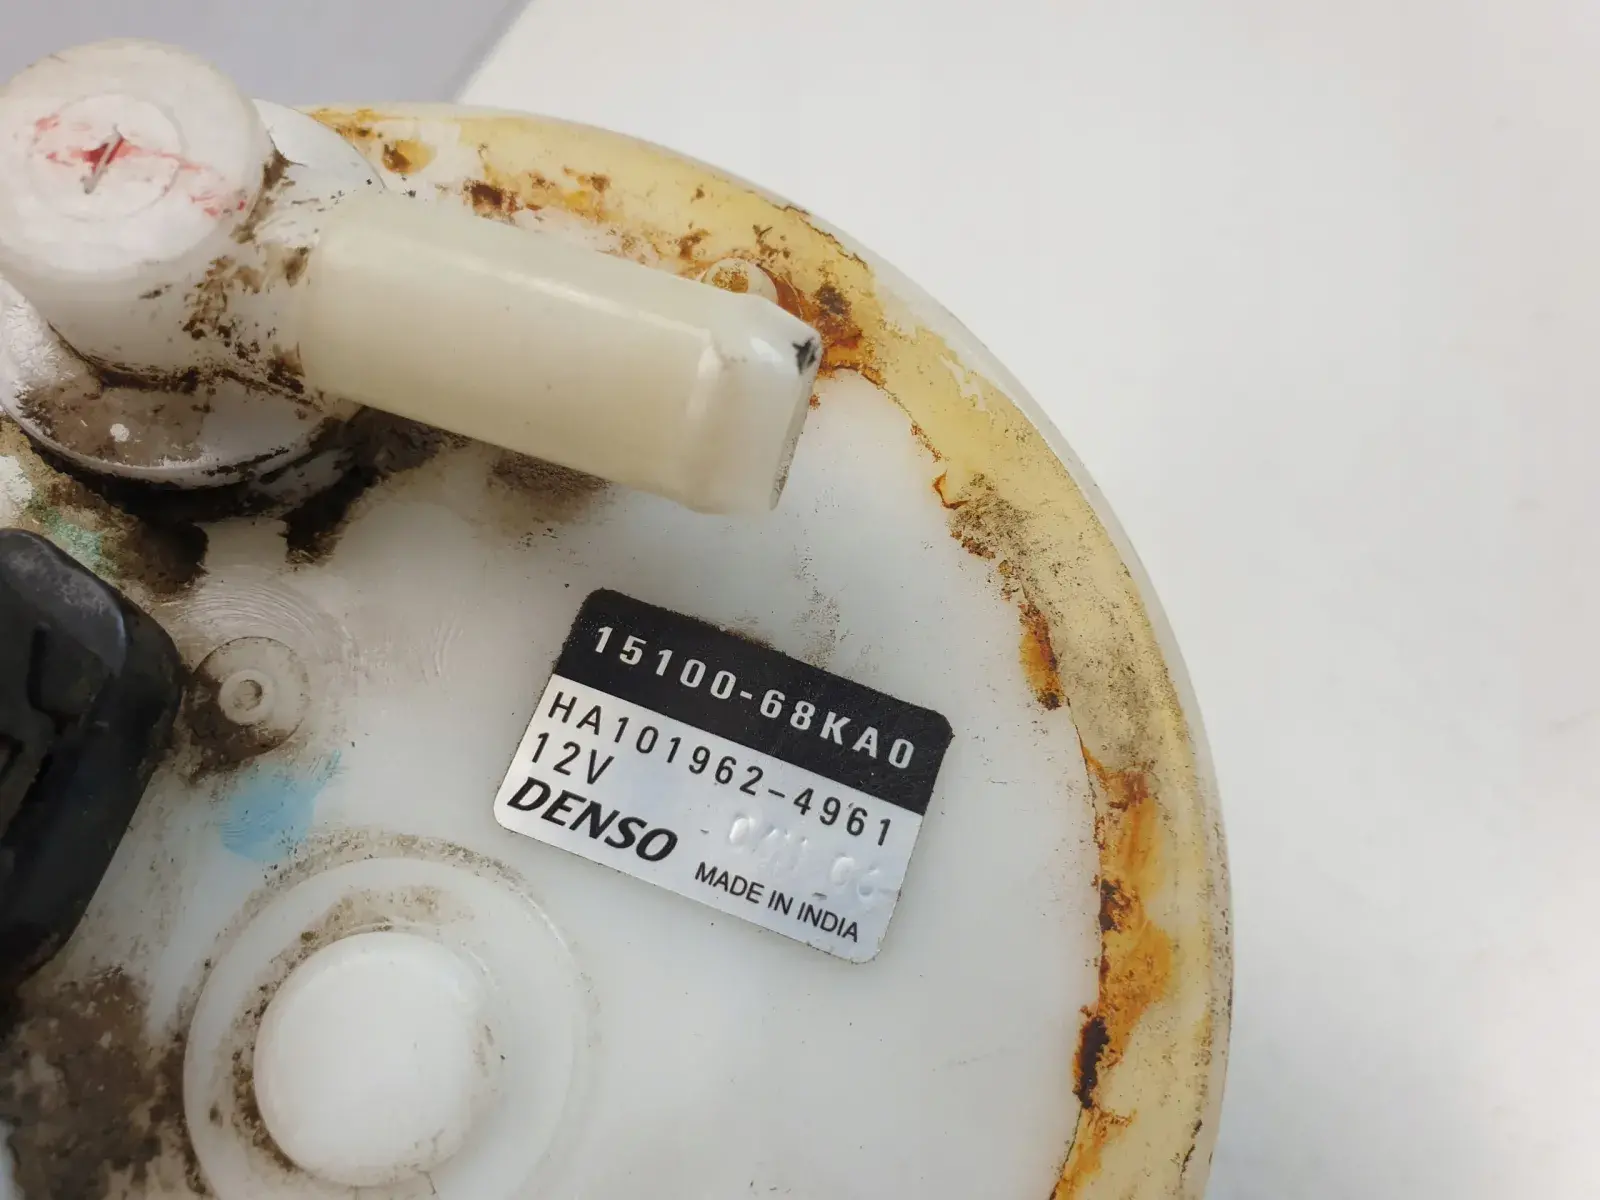 15100-68KA0
HA101962-4961
12V
DENSO
MADE IN INDIA